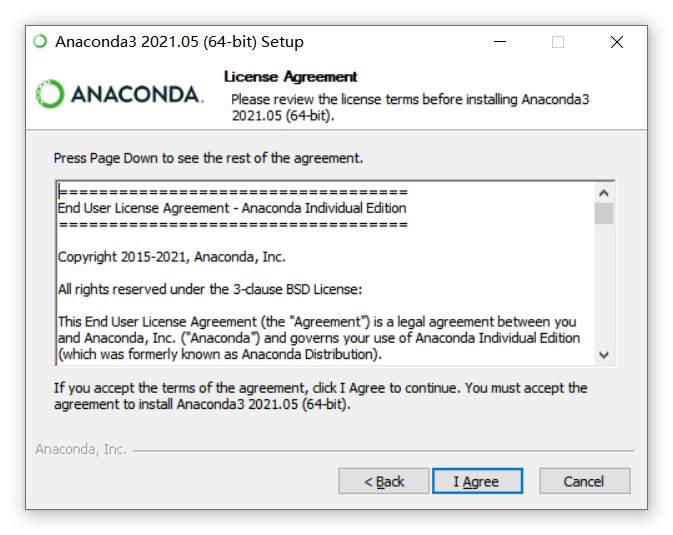 Anaconda3 2021.05 (64-bit) Setup
ANACONDA.
License Agreement
Please review the license terms before installing Anaconda3
2021.05 (64-bit).
Press Page Down to see the rest of the agreement.
===================================
End User License Agreement - Anaconda Individual Edition
===================================
Copyright 2015-2021, Anaconda, Inc.
All rights reserved under the 3-clause BSD License:
This End User License Agreement (the "Agreement") is a legal agreement between you
and Anaconda, Inc. ("Anaconda") and governs your use of Anaconda Individual Edition
(which was formerly known as Anaconda Distribution).
If you accept the terms of the agreement, click I Agree to continue. You must accept the
agreement to install Anaconda3 2021.05 (64-bit).
Anaconda, Inc.
< Back
I Agree
Cancel